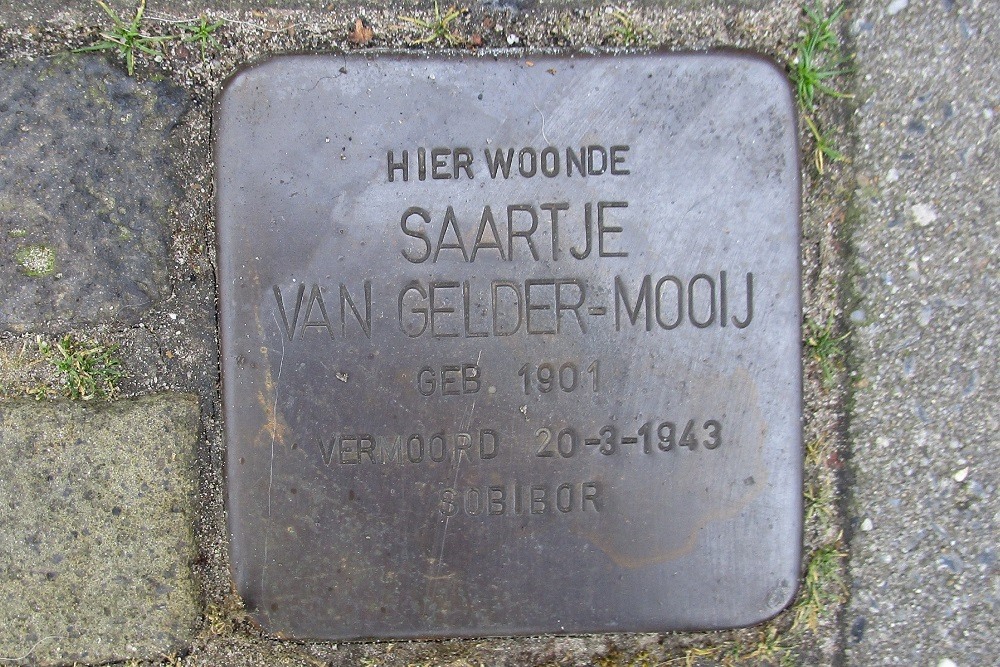 HIER WOONDE
SAARTJE
VAN GELDER-MOOIJ
GEB. 1901
VERMOORD 20-3-1943
SOBIBOR